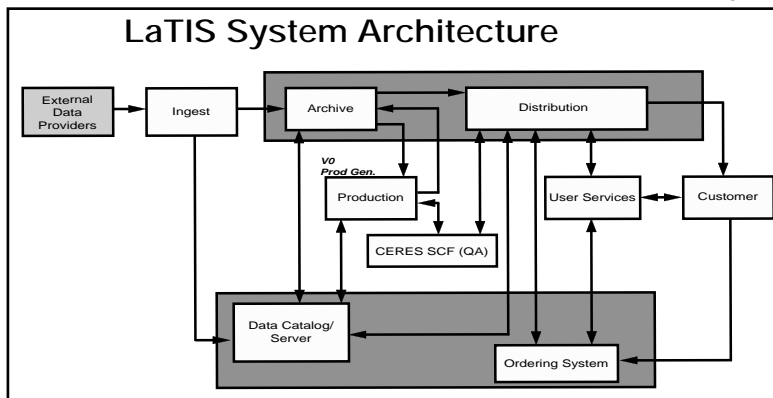 LaTIS System Architecture
External
Data
Providers
Ingest
Archive
Distribution
V0
Prod Gen.
Production
User Services
Customer
CERES SCF (QA)
Data Catalog/
Server
Ordering System